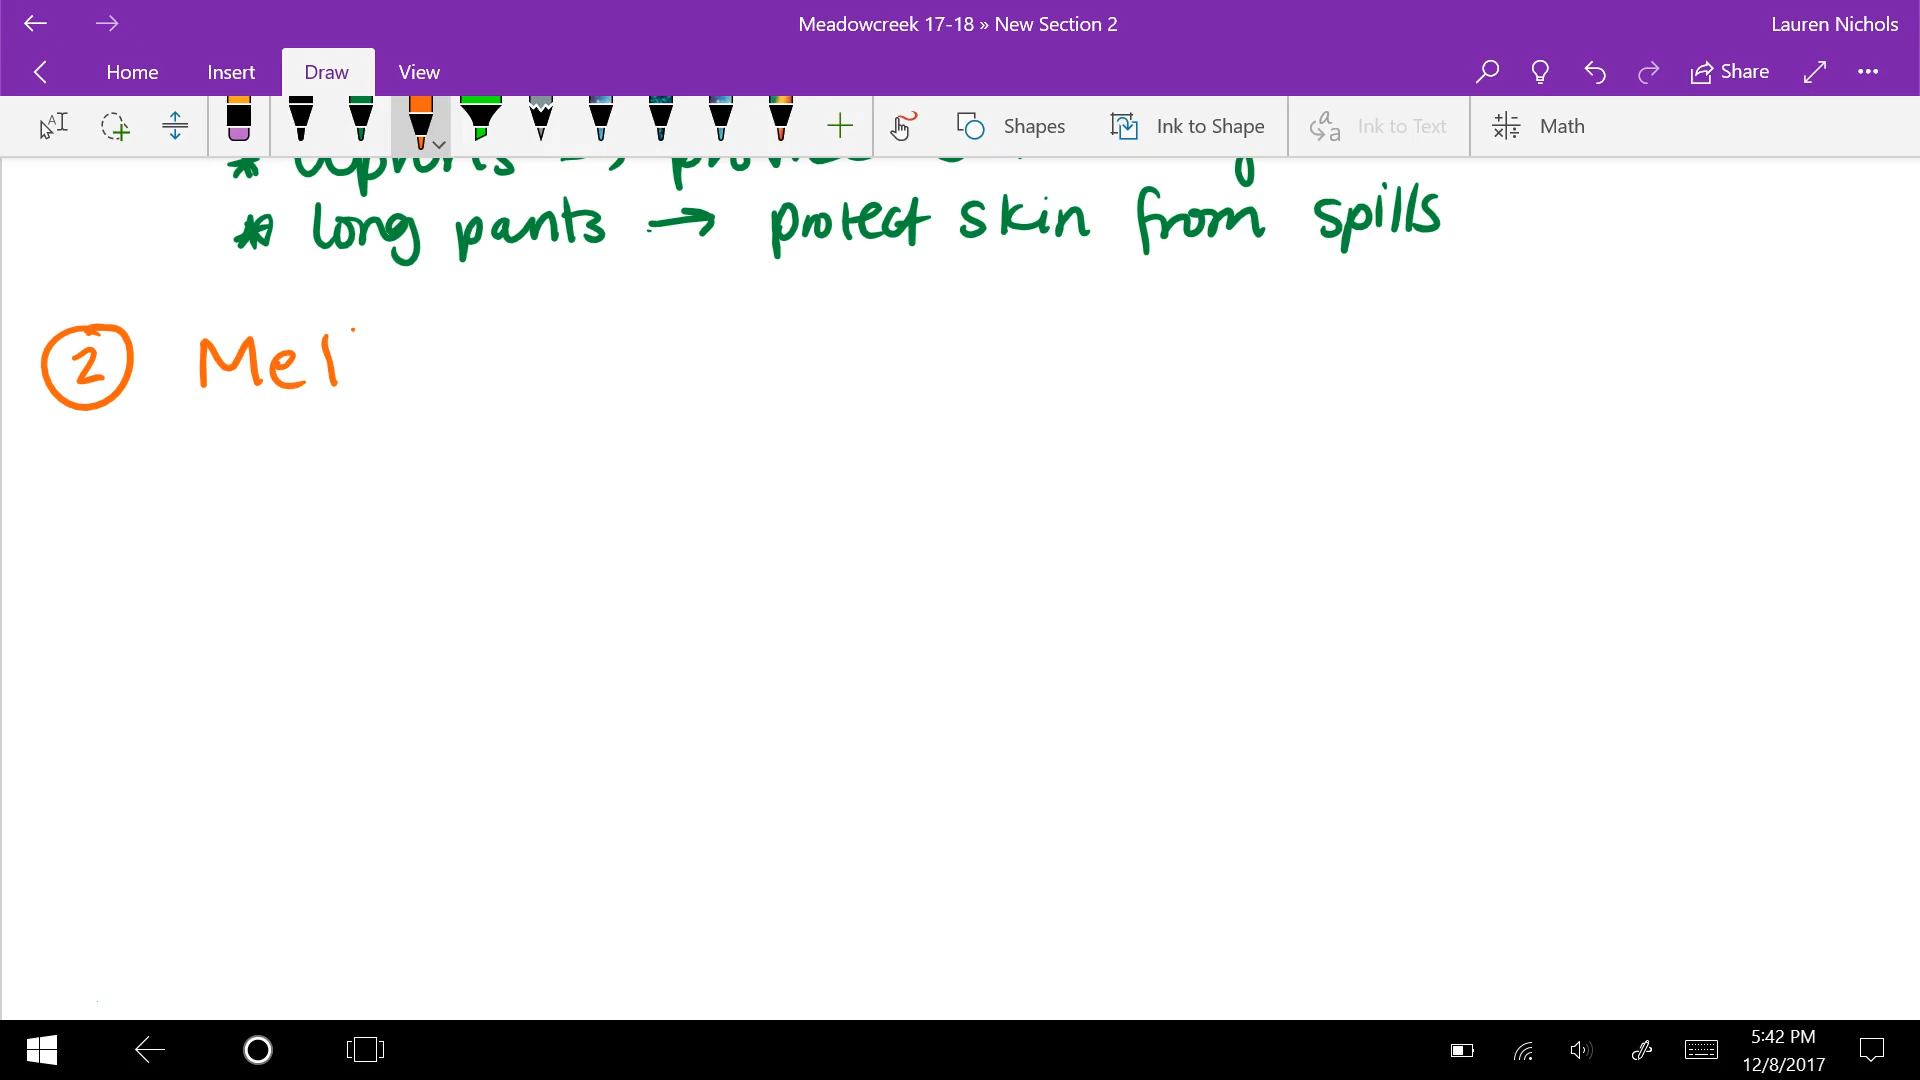 Meadowcreek 17-18 » New Section 2
Lauren Nichols
Home Insert Draw View
Share
Shapes Ink to Shape Ink to Text Math
* long pants → protect skin from spills
② Mel
5:42 PM
12/8/2017